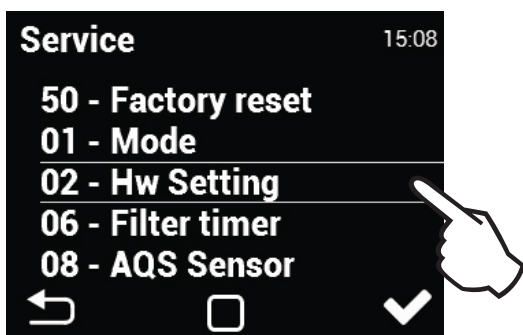 Service 15:08
50 - Factory reset
01 - Mode
02 - Hw Setting
06 - Filter timer
08 - AQS Sensor